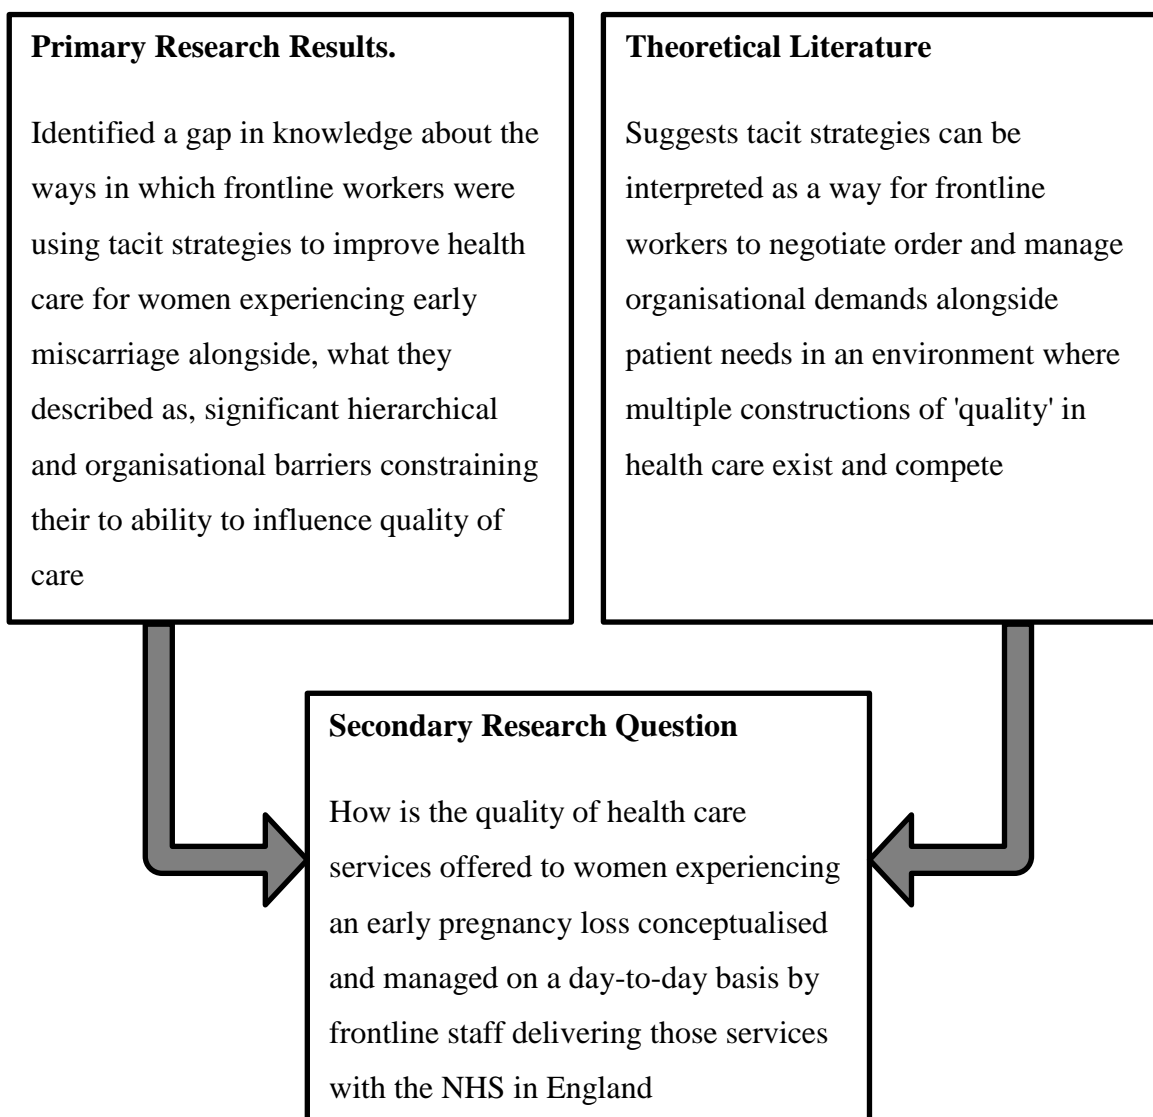 Primary Research Results.
Identified a gap in knowledge about the
ways in which frontline workers were
using tacit strategies to improve health
care for women experiencing early
miscarriage alongside, what they
described as, significant hierarchical
and organisational barriers constraining
their to ability to influence quality of
care
Theoretical Literature
Suggests tacit strategies can be
interpreted as a way for frontline
workers to negotiate order and manage
organisational demands alongside
patient needs in an environment where
multiple constructions of 'quality' in
health care exist and compete
Secondary Research Question
How is the quality of health care
services offered to women experiencing
an early pregnancy loss conceptualised
and managed on a day-to-day basis by
frontline staff delivering those services
with the NHS in England